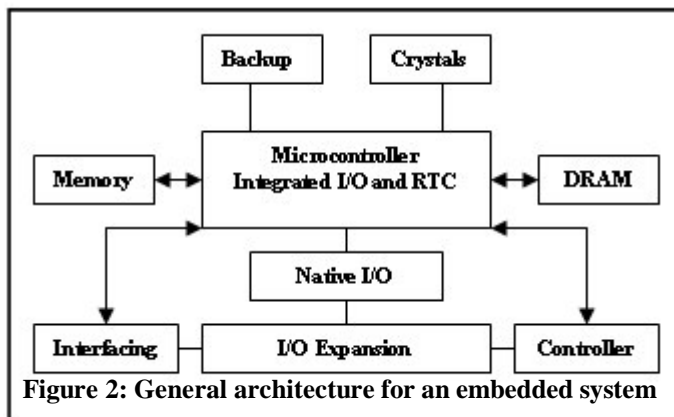 Backup
Crystals
Microcontroller
Integrated I/O and RTC
Memory
DRAM
Native I/O
Interfacing
I/O Expansion
Controller
Figure 2: General architecture for an embedded system